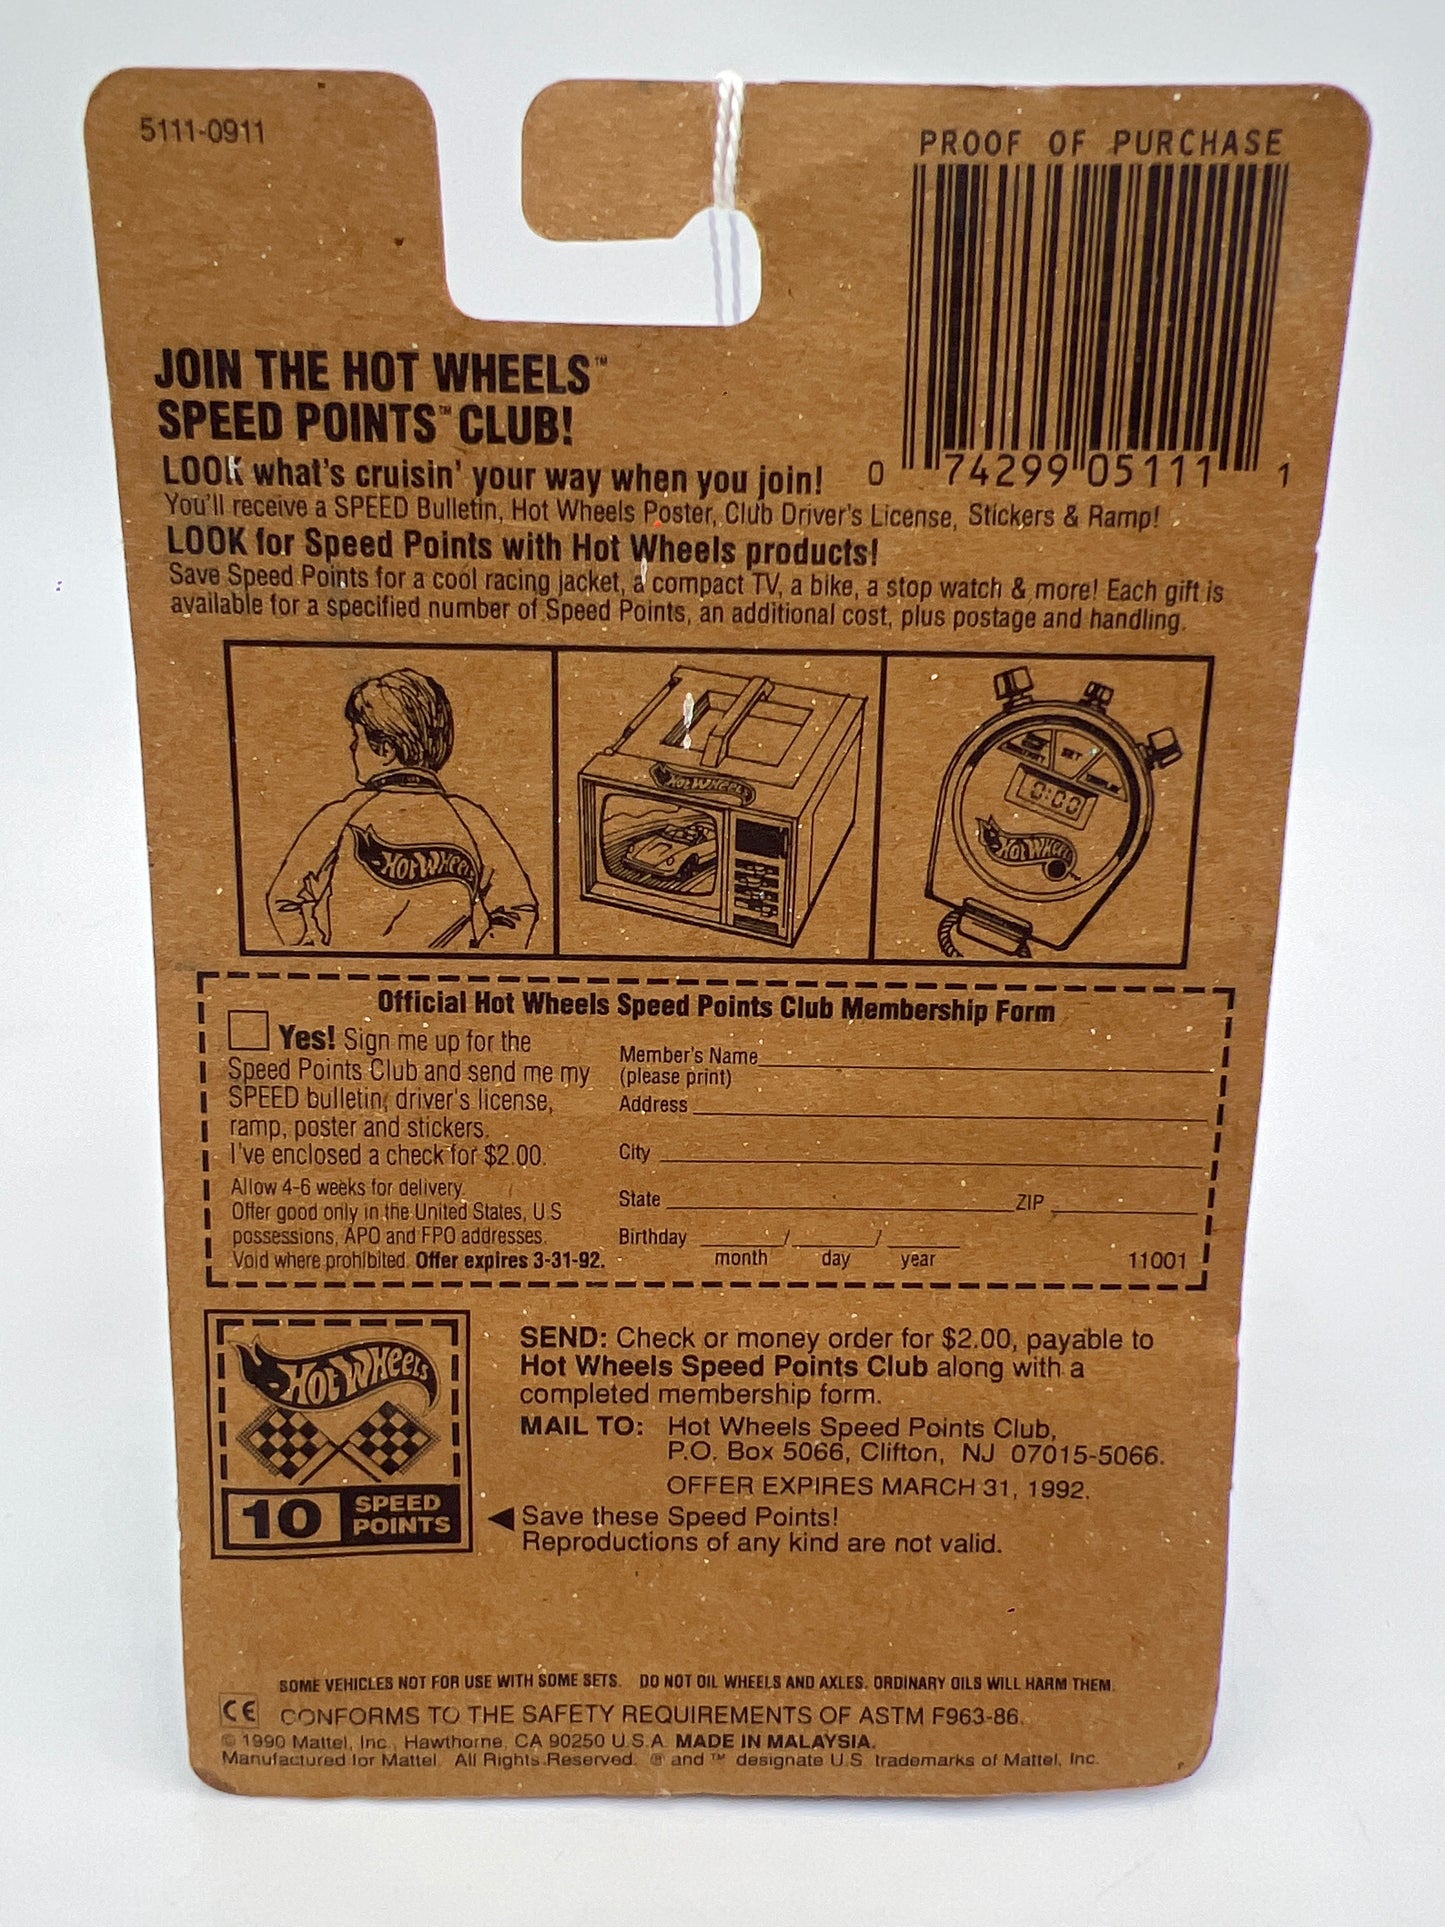 5111-0911
PROOF OF PURCHASE
0 74299 05111 1
JOIN THE HOT WHEELS™
SPEED POINTS™ CLUB!
LOOK what's cruisin' your way when you join!
You'll receive a SPEED Bulletin, Hot Wheels Poster, Club Driver's License, Stickers & Ramp!
LOOK for Speed Points with Hot Wheels products!
Save Speed Points for a cool racing jacket, a compact TV, a bike, a stop watch & more! Each gift is
available for a specified number of Speed Points, an additional cost, plus postage and handling.
HOT WHEELS
HOT WHEELS
SET
0:00
HOT WHEELS
Official Hot Wheels Speed Points Club Membership Form
Yes! Sign me up for the
Speed Points Club and send me my
SPEED bulletin, driver's license,
ramp, poster and stickers.
I've enclosed a check for $2.00.
Allow 4-6 weeks for delivery
Offer good only in the United States, U.S
possessions, APO and FPO addresses.
Void where prohibited. Offer expires 3-31-92.
Member's Name
(please print)
Address
City
State ZIP
Birthday / /
month day year
11001
HOT WHEELS
10 SPEED
POINTS
SEND: Check or money order for $2.00, payable to
Hot Wheels Speed Points Club along with a
completed membership form.
MAIL TO: Hot Wheels Speed Points Club,
P.O. Box 5066, Clifton, NJ 07015-5066.
OFFER EXPIRES MARCH 31, 1992.
◀ Save these Speed Points!
Reproductions of any kind are not valid.
SOME VEHICLES NOT FOR USE WITH SOME SETS. DO NOT OIL WHEELS AND AXLES. ORDINARY OILS WILL HARM THEM.
CE CONFORMS TO THE SAFETY REQUIREMENTS OF ASTM F963-86.
© 1990 Mattel, Inc., Hawthorne, CA 90250 U.S.A. MADE IN MALAYSIA.
Manufactured for Mattel. All Rights Reserved. ® and ™ designate U.S. trademarks of Mattel, Inc.